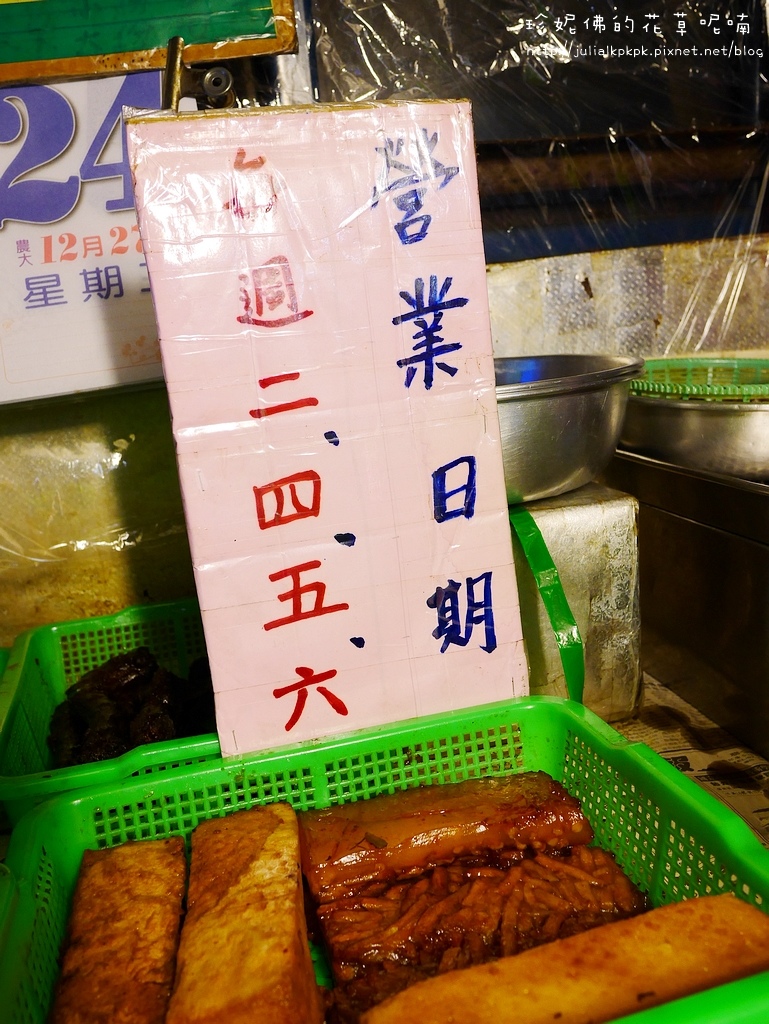 珍妮佛的花草呢喃
http://julialkpkpk.pixnet.net/blog
24
農大
12月27
星期
營業日期
每週二、四、五、六